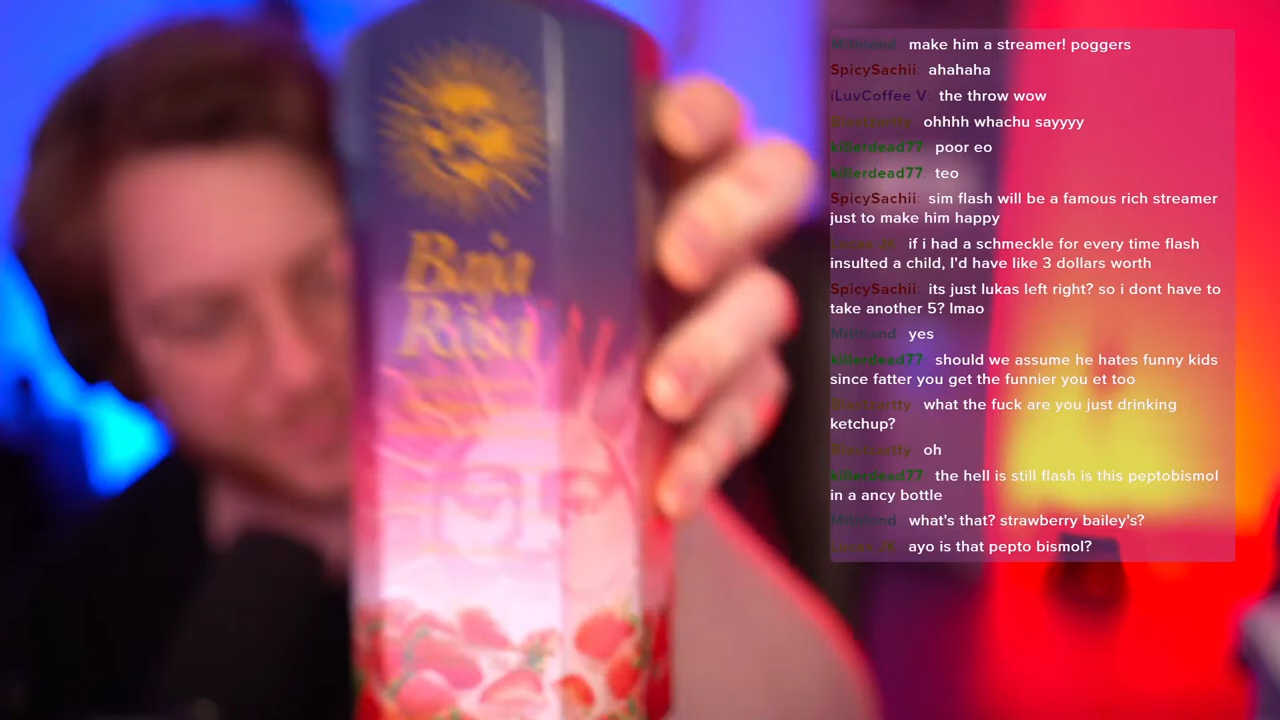 Baja
Rosa
make him a streamer! poggers
SpicySachii: ahahaha
iLuvCoffee V: the throw wow
ohhhh whachu sayyyy
killerdead77 poor eo
killerdead77: teo
SpicySachii: sim flash will be a famous rich streamer
just to make him happy
if i had a schmeckle for every time flash
insulted a child, I'd have like 3 dollars worth
SpicySachii: its just lukas left right? so i dont have to
take another 5? lmao
yes
killerdead77 should we assume he hates funny kids
since fatter you get the funnier you et too
what the fuck are you just drinking
ketchup?
oh
killerdead77 the hell is still flash is this peptobismol
in a ancy bottle
what's that? strawberry bailey's?
ayo is that pepto bismol?